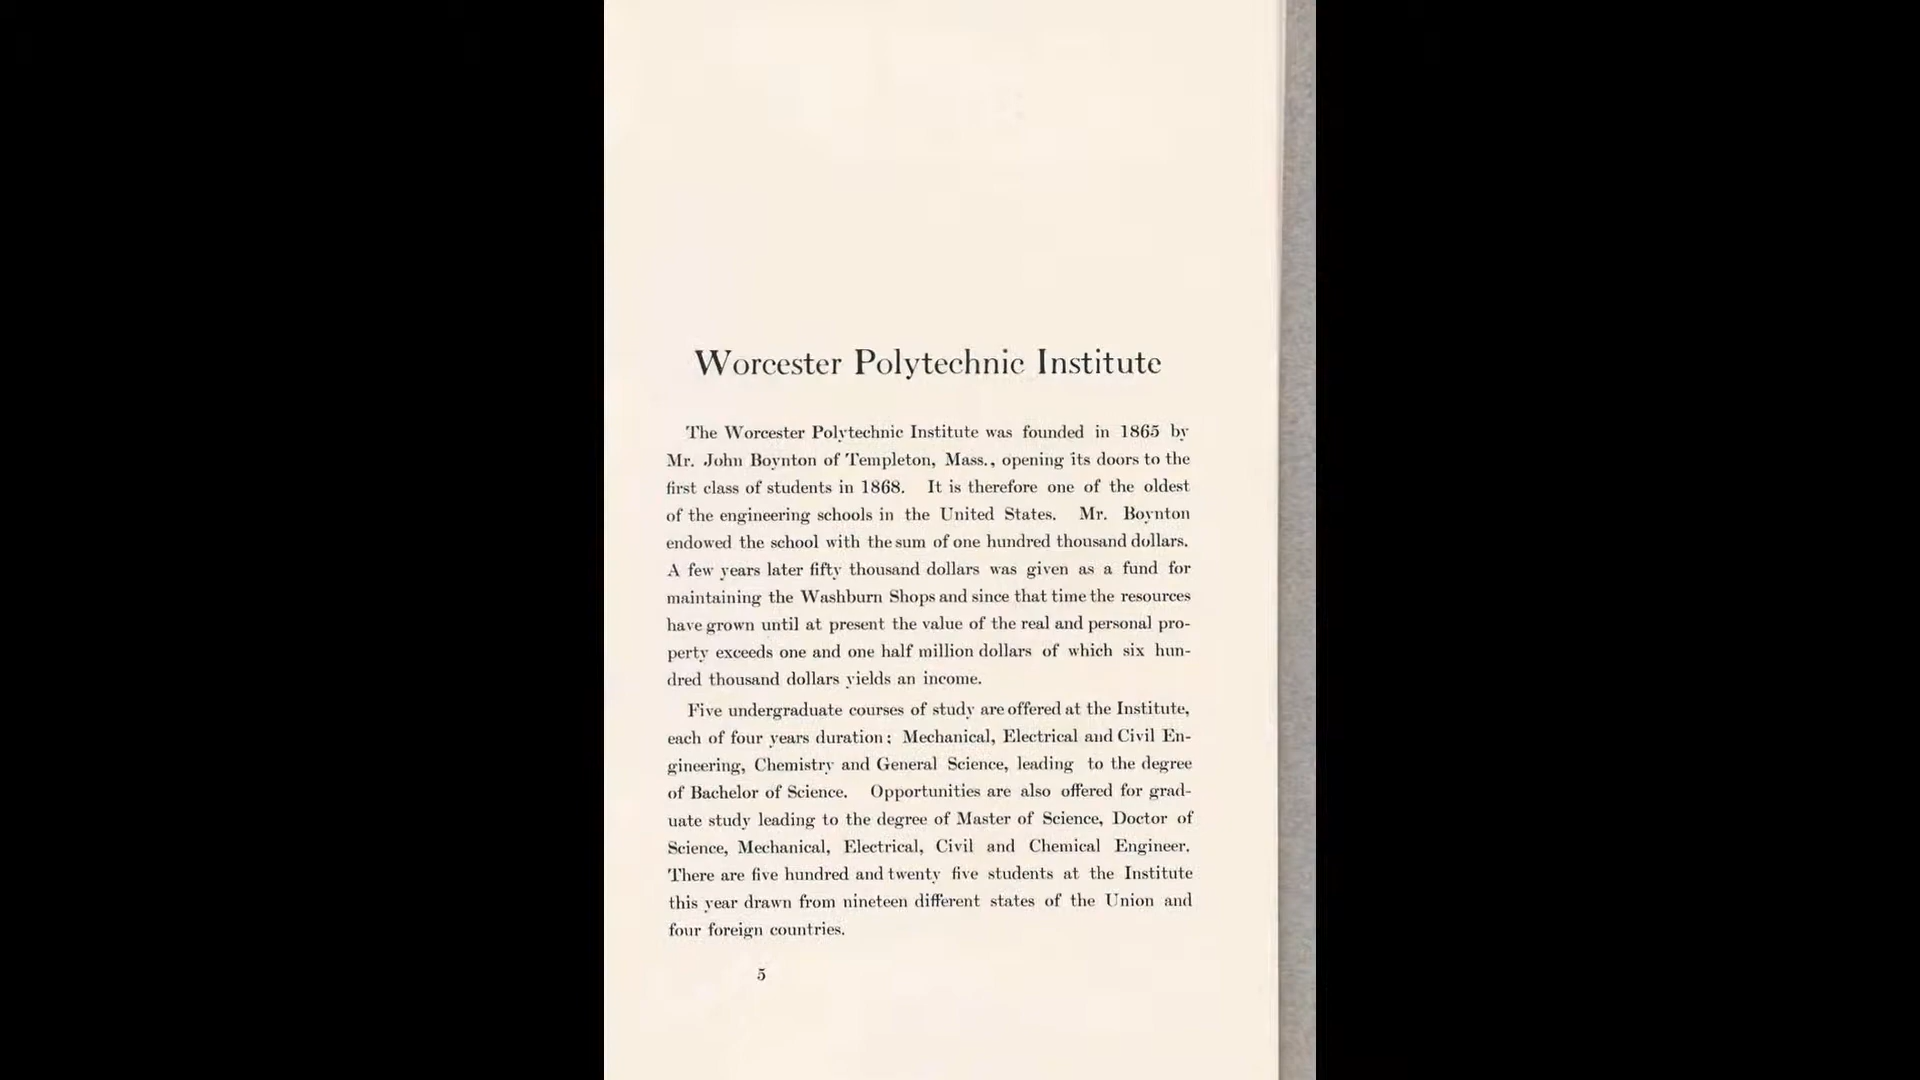 Worcester Polytechnic Institute
The Worcester Polytechnic Institute was founded in 1865 by
Mr. John Boynton of Templeton, Mass., opening its doors to the
first class of students in 1868. It is therefore one of the oldest
of the engineering schools in the United States. Mr. Boynton
endowed the school with the sum of one hundred thousand dollars.
A few years later fifty thousand dollars was given as a fund for
maintaining the Washburn Shops and since that time the resources
have grown until at present the value of the real and personal pro-
perty exceeds one and one half million dollars of which six hun-
dred thousand dollars yields an income.
Five undergraduate courses of study are offered at the Institute,
each of four years duration; Mechanical, Electrical and Civil En-
gineering, Chemistry and General Science, leading to the degree
of Bachelor of Science. Opportunities are also offered for grad-
uate study leading to the degree of Master of Science, Doctor of
Science, Mechanical, Electrical, Civil and Chemical Engineer.
There are five hundred and twenty five students at the Institute
this year drawn from nineteen different states of the Union and
four foreign countries.
5